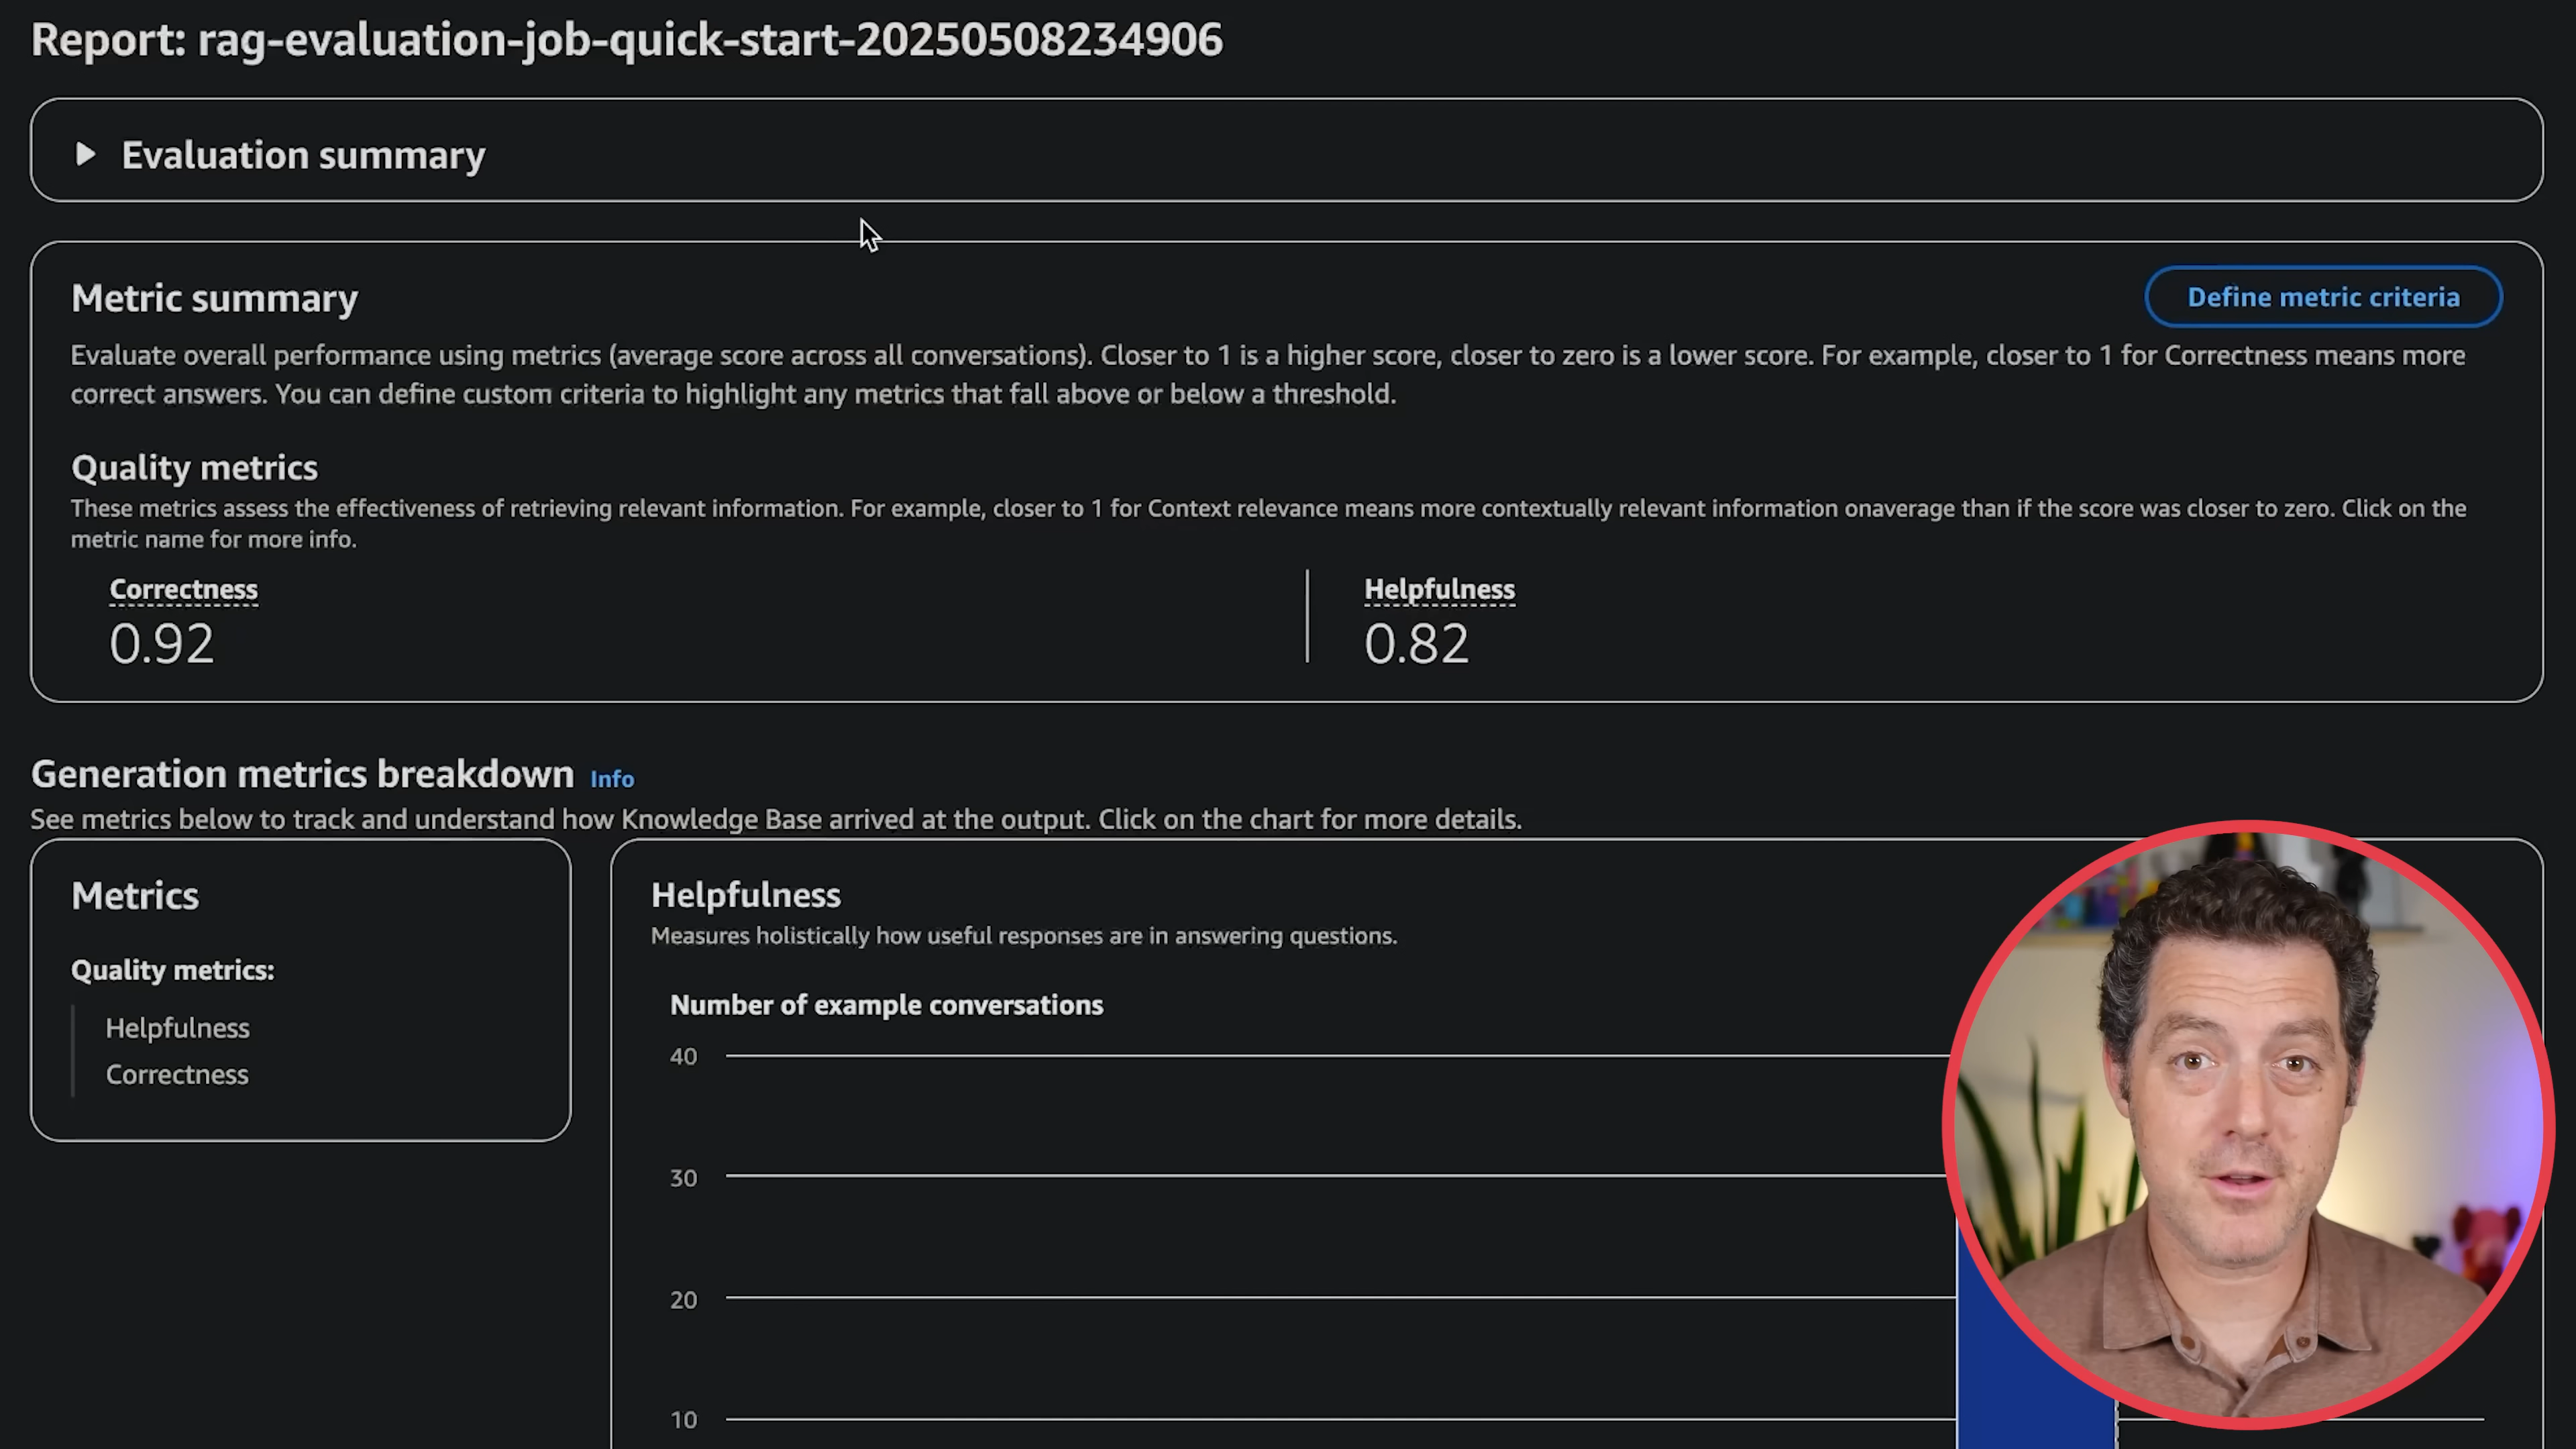 Report: rag-evaluation-job-quick-start-20250508234906
Evaluation summary
Metric summary
Define metric criteria
Evaluate overall performance using metrics (average score across all conversations). Closer to 1 is a higher score, closer to zero is a lower score. For example, closer to 1 for Correctness means more
correct answers. You can define custom criteria to highlight any metrics that fall above or below a threshold.
Quality metrics
These metrics assess the effectiveness of retrieving relevant information. For example, closer to 1 for Context relevance means more contextually relevant information onaverage than if the score was closer to zero. Click on the
metric name for more info.
Correctness
0.92
Helpfulness
0.82
Generation metrics breakdown Info
See metrics below to track and understand how Knowledge Base arrived at the output. Click on the chart for more details.
Metrics
Quality metrics:
Helpfulness
Correctness
Helpfulness
Measures holistically how useful responses are in answering questions.
Number of example conversations
40
30
20
10